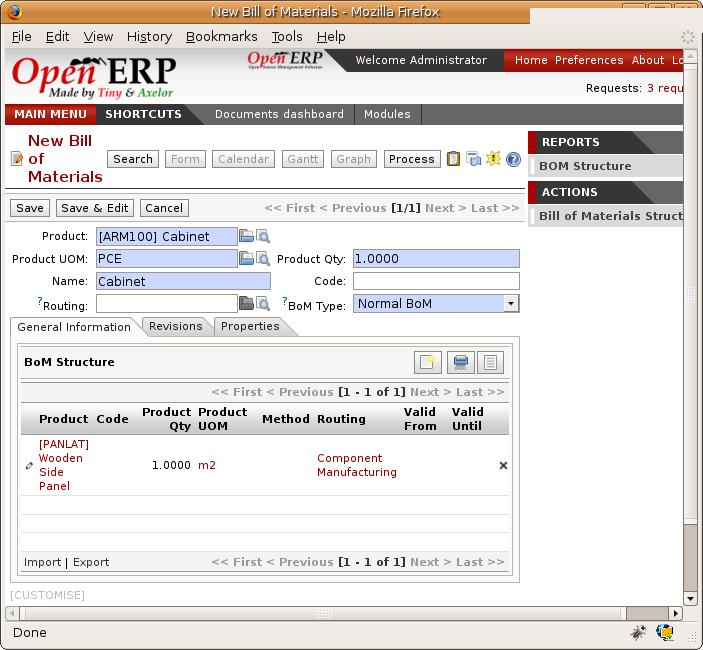 New Bill of Materials - Mozilla Firefox
File Edit View History Bookmarks Tools Help
Open ERP
Made by Tiny & Axelor
Open ERP
Open Source Management Solution
Welcome Administrator
Home Preferences About Lo
Requests: 3 requ
MAIN MENU SHORTCUTS Documents dashboard Modules
New Bill
of
Materials
Search Form Calendar Gantt Graph Process
REPORTS
BOM Structure
ACTIONS
Bill of Materials Struct
Save Save & Edit Cancel << First < Previous [1/1] Next > Last >>
Product: [ARM100] Cabinet
Product UOM: PCE Product Qty: 1.0000
Name: Cabinet Code:
?Routing: ?BoM Type: Normal BoM
General Information Revisions Properties
BoM Structure
<< First < Previous [1 - 1 of 1] Next > Last >>
Product Code Product Qty Product UOM Method Routing Valid From Valid Until
[PANLAT]
Wooden
Side
Panel
1.0000 m2
Component
Manufacturing
Import | Export << First < Previous [1 - 1 of 1] Next > Last >>
[CUSTOMISE]
Done